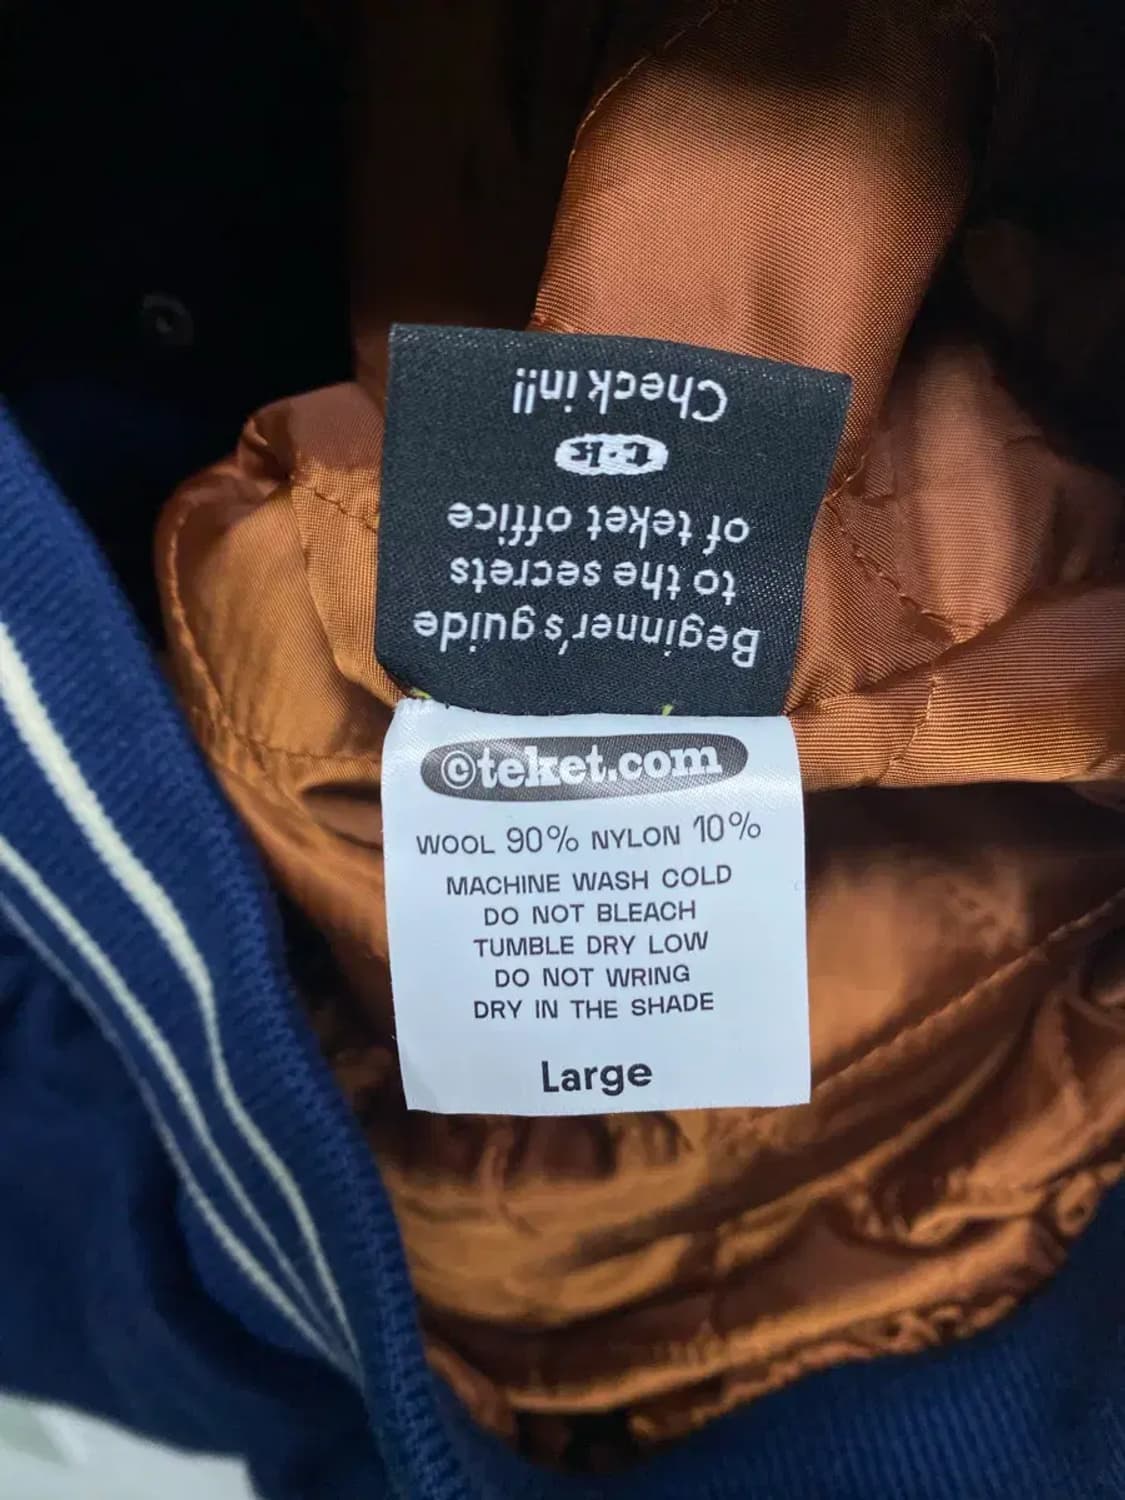 Beginner's guide
to the secrets
of teket office
t.k
Check in!!
©teket.com
WOOL 90% NYLON 10%
MACHINE WASH COLD
DO NOT BLEACH
TUMBLE DRY LOW
DO NOT WRING
DRY IN THE SHADE
Large